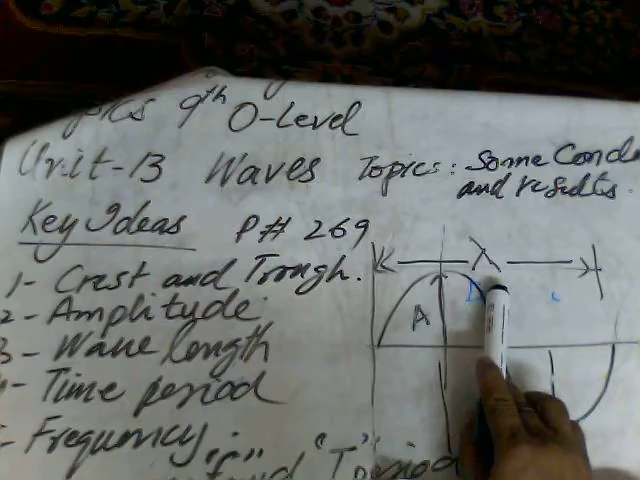 9th O-Level
Unit-13 Waves Topics: Some
and results.
Key Ideas P# 269
1- Crest and Trough.
2- Amplitude
3- Wave length
4- Time period
- Frequency
"T"
λ
A